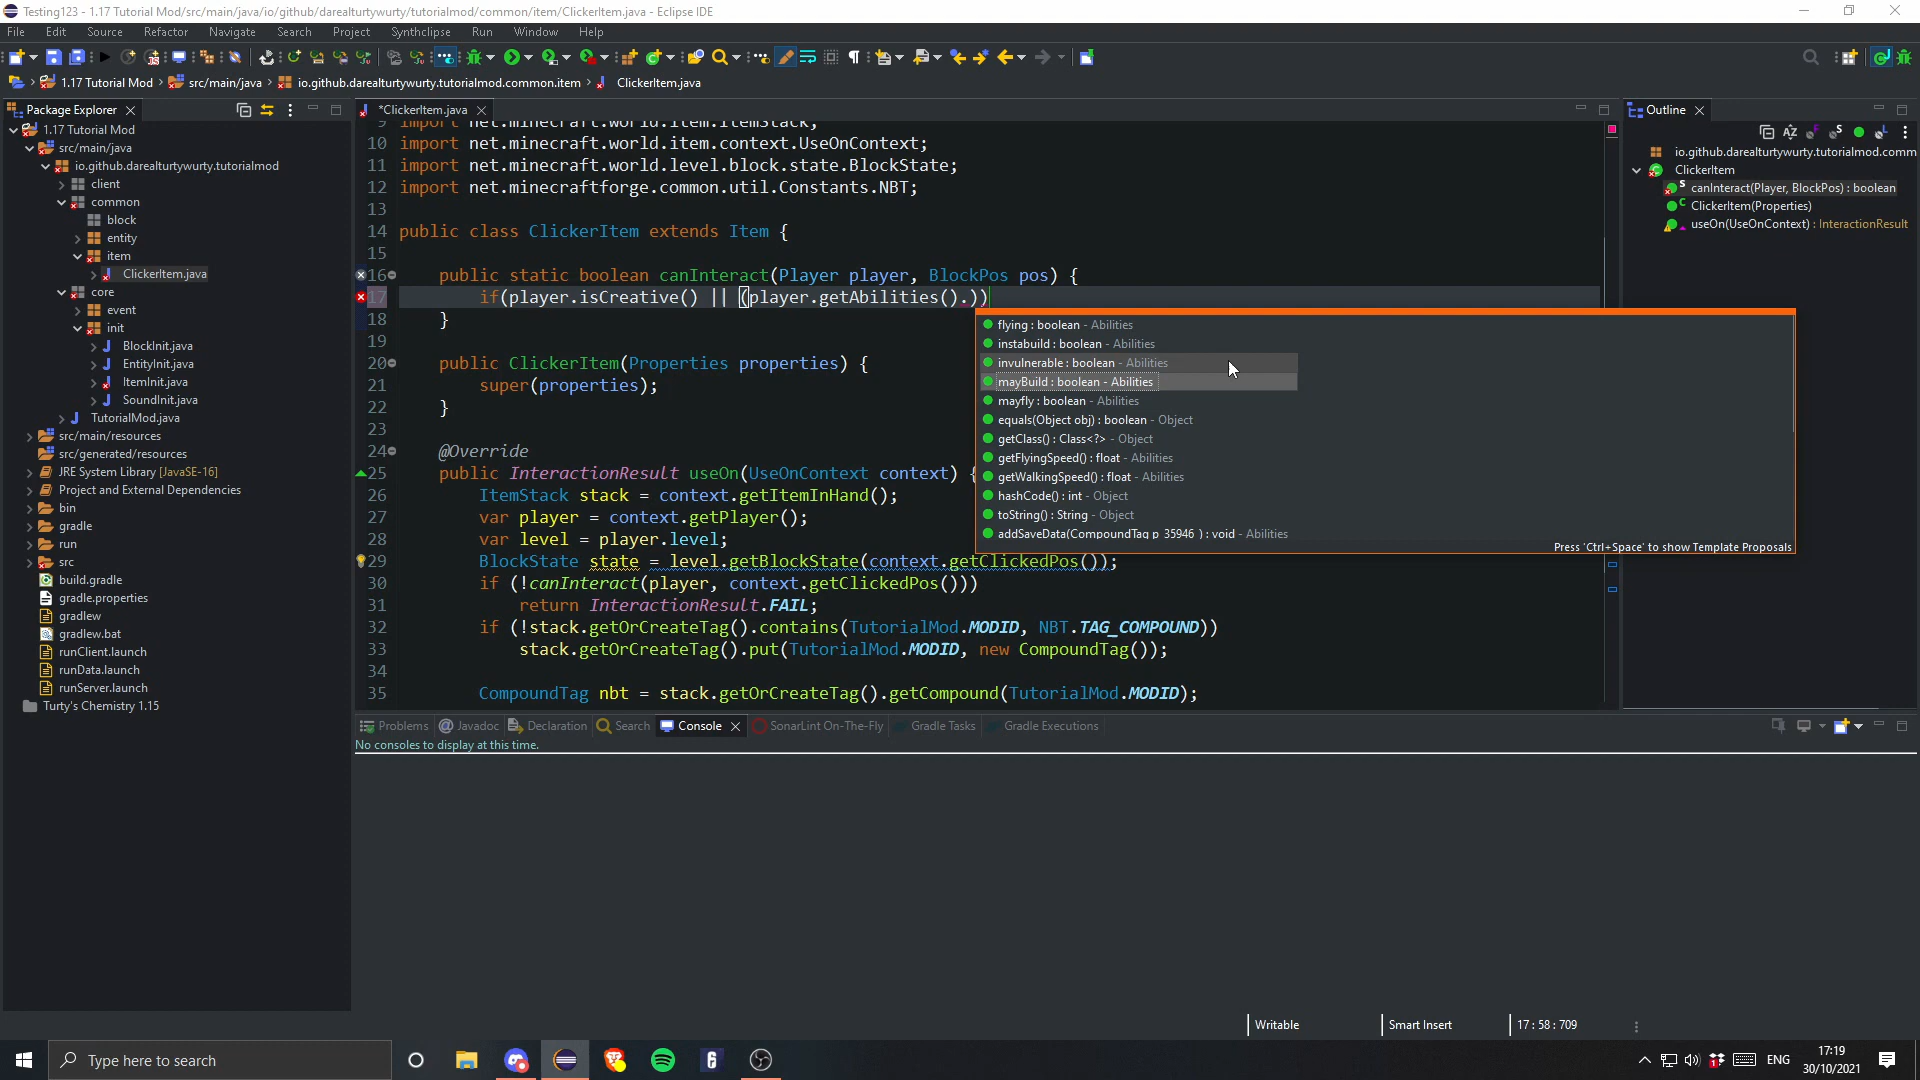 Testing123 - 1.17 Tutorial Mod/src/main/java/io/github/darealturtywurty/tutorialmod/common/item/ClickerItem.java - Eclipse IDE
File Edit Source Refactor Navigate Search Project Synthclipse Run Window Help
1.17 Tutorial Mod src/main/java io.github.darealturtywurty.tutorialmod.common.item ClickerItem.java
Package Explorer
1.17 Tutorial Mod
src/main/java
io.github.darealturtywurty.tutorialmod
client
common
block
entity
item
ClickerItem.java
core
event
init
BlockInit.java
EntityInit.java
ItemInit.java
SoundInit.java
TutorialMod.java
src/main/resources
src/generated/resources
JRE System Library [JavaSE-16]
Project and External Dependencies
bin
gradle
run
src
build.gradle
gradle.properties
gradlew
gradlew.bat
runClient.launch
runData.launch
runServer.launch
Turty's Chemistry 1.15
*ClickerItem.java
9 import net.minecraft.world.item.ItemStack;
10 import net.minecraft.world.item.context.UseOnContext;
11 import net.minecraft.world.level.block.state.BlockState;
12 import net.minecraftforge.common.util.Constants.NBT;
13
14 public class ClickerItem extends Item {
15
16 public static boolean canInteract(Player player, BlockPos pos) {
17 if(player.isCreative() || (player.getAbilities().))
18 }
19
20 public ClickerItem(Properties properties) {
21 super(properties);
22 }
23
24 @Override
25 public InteractionResult useOn(UseOnContext context) {
26 ItemStack stack = context.getItemInHand();
27 var player = context.getPlayer();
28 var level = player.level;
29 BlockState state = level.getBlockState(context.getClickedPos());
30 if (!canInteract(player, context.getClickedPos()))
31 return InteractionResult.FAIL;
32 if (!stack.getOrCreateTag().contains(TutorialMod.MODID, NBT.TAG_COMPOUND))
33 stack.getOrCreateTag().put(TutorialMod.MODID, new CompoundTag());
34
35 CompoundTag nbt = stack.getOrCreateTag().getCompound(TutorialMod.MODID);
flying : boolean - Abilities
instabuild : boolean - Abilities
invulnerable : boolean - Abilities
mayBuild : boolean - Abilities
mayfly : boolean - Abilities
equals(Object obj) : boolean - Object
getClass() : Class<?> - Object
getFlyingSpeed() : float - Abilities
getWalkingSpeed() : float - Abilities
hashCode() : int - Object
toString() : String - Object
addSaveData(CompoundTag p_35946_) : void - Abilities
Press 'Ctrl+Space' to show Template Proposals
Outline
io.github.darealturtywurty.tutorialmod.comm
ClickerItem
canInteract(Player, BlockPos) : boolean
ClickerItem(Properties)
useOn(UseOnContext) : InteractionResult
Problems Javadoc Declaration Search Console SonarLint On-The-Fly Gradle Tasks Gradle Executions
No consoles to display at this time.
Writable Smart Insert 17 : 58 : 709
Type here to search
ENG
17:19
30/10/2021